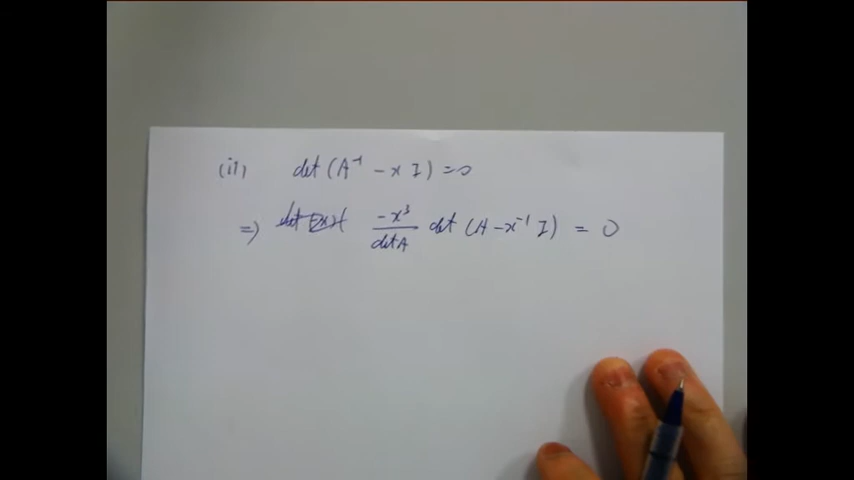 (ii) det (A⁻¹ - x I) = 0
=> -x³/det A det (A - x⁻¹ I) = 0